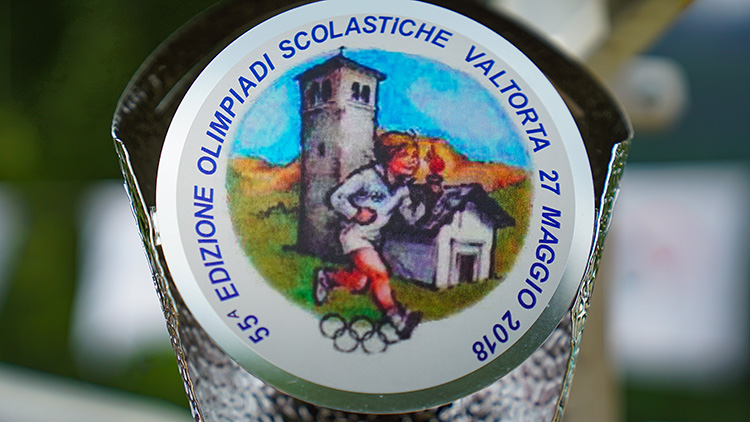 55ᴬ EDIZIONE OLIMPIADI SCOLASTICHE VALTORTA 27 MAGGIO 2018